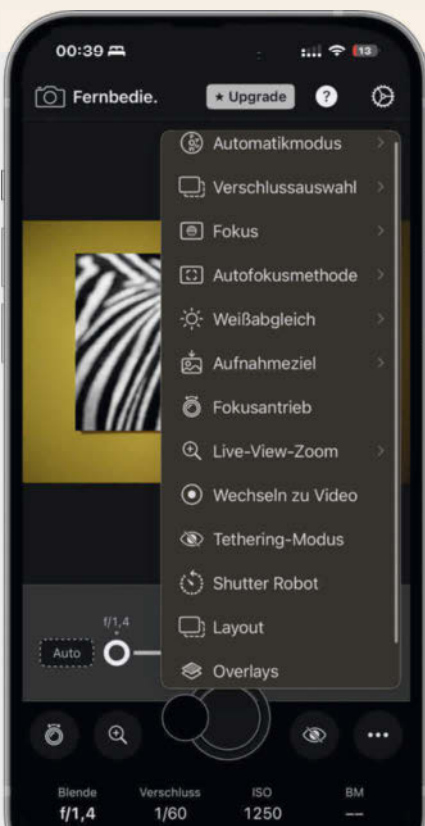 00:39
13
Fernbedie.
★ Upgrade
?
Automatikmodus
Verschlussauswahl
Fokus
Autofokusmethode
Weißabgleich
Aufnahmeziel
Fokusantrieb
Live-View-Zoom
Wechseln zu Video
Tethering-Modus
Shutter Robot
Layout
Overlays
f/1,4
Auto
Blende Verschluss ISO BM
f/1,4 1/60 1250 --